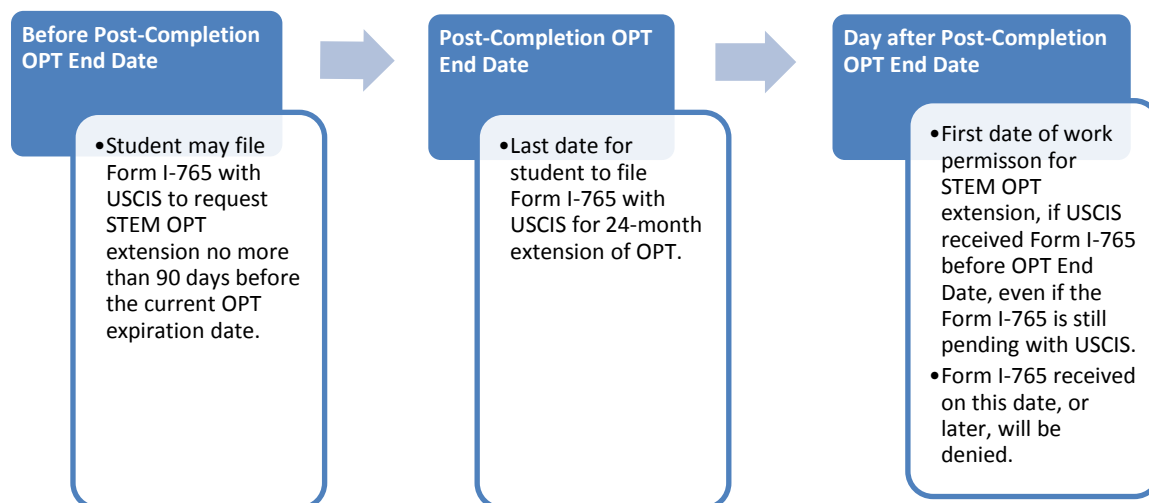 Before Post-Completion
OPT End Date
•Student may file
Form I-765 with
USCIS to request
STEM OPT
extension no more
than 90 days before
the current OPT
expiration date.
Post-Completion OPT
End Date
•Last date for
student to file
Form I-765 with
USCIS for 24-month
extension of OPT.
Day after Post-Completion
OPT End Date
•First date of work
permisson for
STEM OPT
extension, if USCIS
received Form I-765
before OPT End
Date, even if the
Form I-765 is still
pending with USCIS.
•Form I-765 received
on this date, or
later, will be
denied.